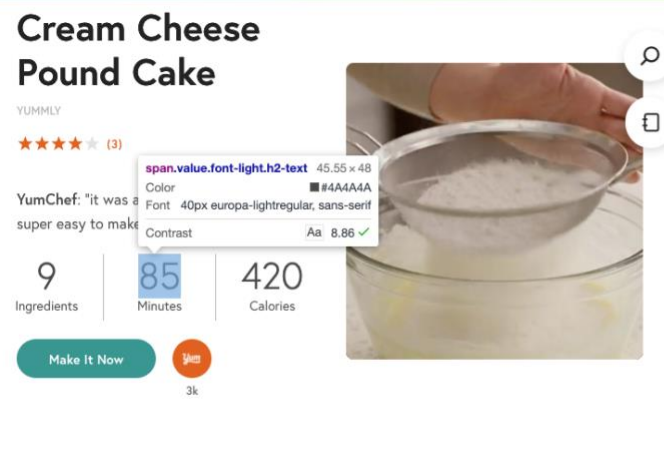 Cream Cheese
Pound Cake
YUMMLY
(3)
span.value.font-light.h2-text 45.55 × 48
Color #4A4A4A
Font 40px europa-lightregular, sans-serif
Contrast Aa 8.86
YumChef: "it was a
super easy to make
9 85 420
Ingredients Minutes Calories
Make It Now Yum
3k